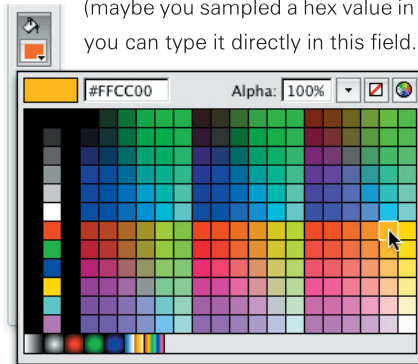 (maybe you sampled a hex value in
you can type it directly in this field.
#FFCC00 Alpha: 100%